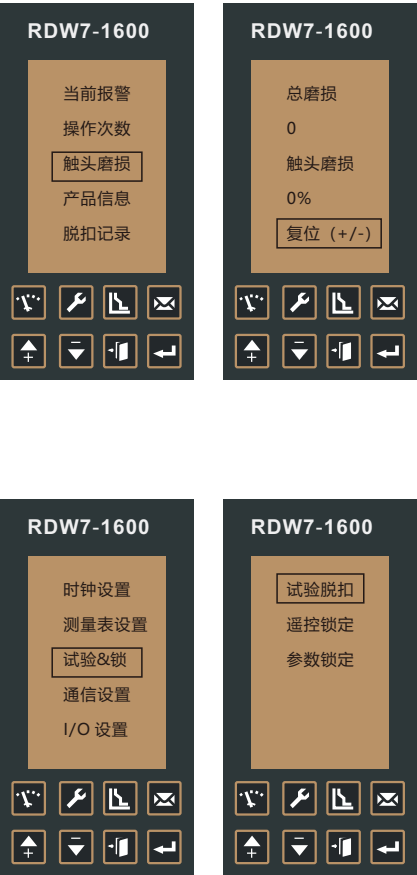 RDW7-1600
当前报警
操作次数
触头磨损
产品信息
脱扣记录
RDW7-1600
总磨损
0
触头磨损
0%
复位（+/-)
RDW7-1600
时钟设置
测量表设置
试验&锁
通信设置
I/O 设置
RDW7-1600
试验脱扣
遥控锁定
参数锁定